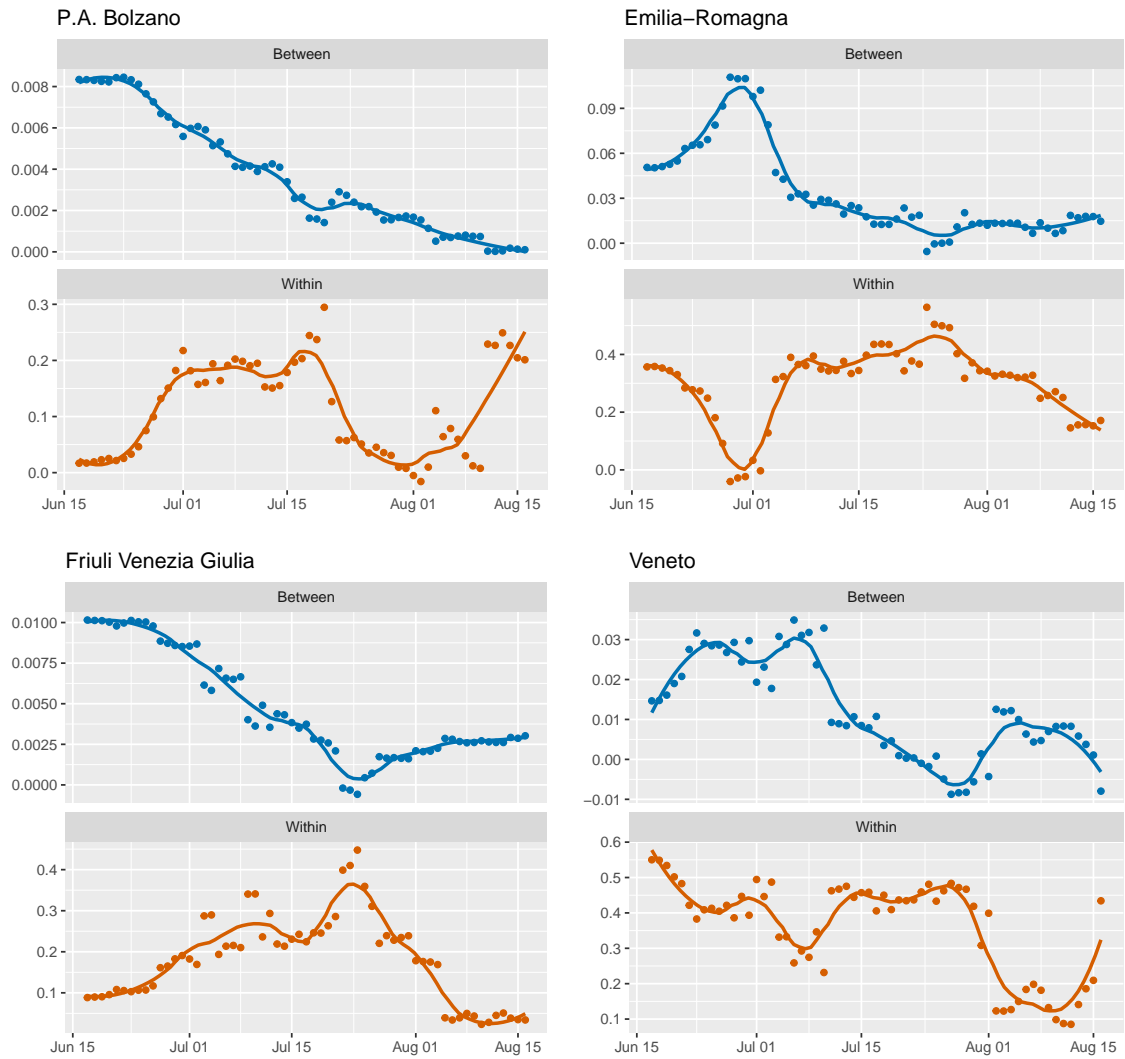 P.A. Bolzano
Between
0.008
0.006
0.004
0.002
0.000
Within
0.3
0.2
0.1
0.0
Jun 15 Jul 01 Jul 15 Aug 01 Aug 15
Emilia−Romagna
Between
0.09
0.06
0.03
0.00
Within
0.4
0.2
0.0
Jun 15 Jul 01 Jul 15 Aug 01 Aug 15
Friuli Venezia Giulia
Between
0.0100
0.0075
0.0050
0.0025
0.0000
Within
0.4
0.3
0.2
0.1
Jun 15 Jul 01 Jul 15 Aug 01 Aug 15
Veneto
Between
0.03
0.02
0.01
0.00
−0.01
Within
0.6
0.5
0.4
0.3
0.2
0.1
Jun 15 Jul 01 Jul 15 Aug 01 Aug 15